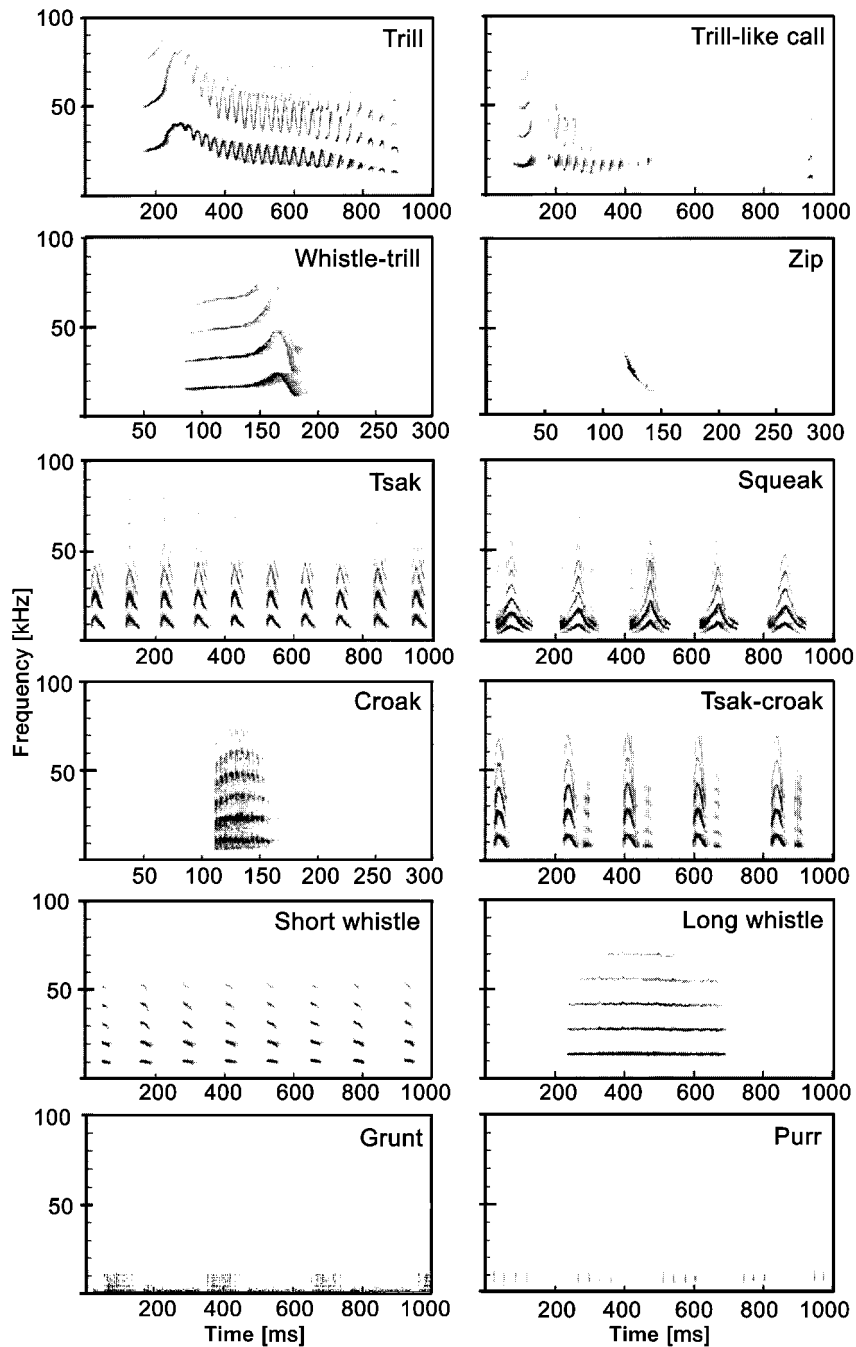 100
Trill
Trill-like call
50
200 400 600 800 1000
200 400 600 800 1000
100
Whistle-trill
Zip
50
50 100 150 200 250 300
50 100 150 200 250 300
100
Tsak
Squeak
50
200 400 600 800 1000
200 400 600 800 1000
Frequency [kHz]
100
Croak
Tsak-croak
50
50 100 150 200 250 300
200 400 600 800 1000
100
Short whistle
Long whistle
50
200 400 600 800 1000
200 400 600 800 1000
100
Grunt
Purr
50
200 400 600 800 1000
200 400 600 800 1000
Time [ms]
Time [ms]